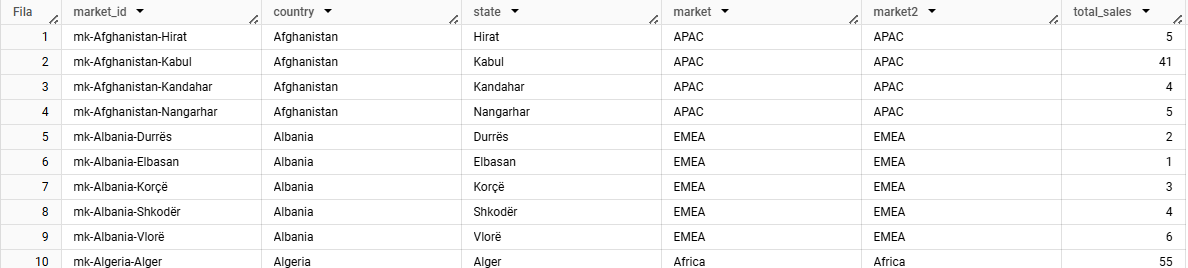 Fila market_id country state market market2 total_sales
1 mk-Afghanistan-Hirat Afghanistan Hirat APAC APAC 5
2 mk-Afghanistan-Kabul Afghanistan Kabul APAC APAC 41
3 mk-Afghanistan-Kandahar Afghanistan Kandahar APAC APAC 4
4 mk-Afghanistan-Nangarhar Afghanistan Nangarhar APAC APAC 5
5 mk-Albania-Durrës Albania Durrës EMEA EMEA 2
6 mk-Albania-Elbasan Albania Elbasan EMEA EMEA 1
7 mk-Albania-Korçë Albania Korçë EMEA EMEA 3
8 mk-Albania-Shkodër Albania Shkodër EMEA EMEA 4
9 mk-Albania-Vlorë Albania Vlorë EMEA EMEA 6
10 mk-Algeria-Alger Algeria Alger Africa Africa 55